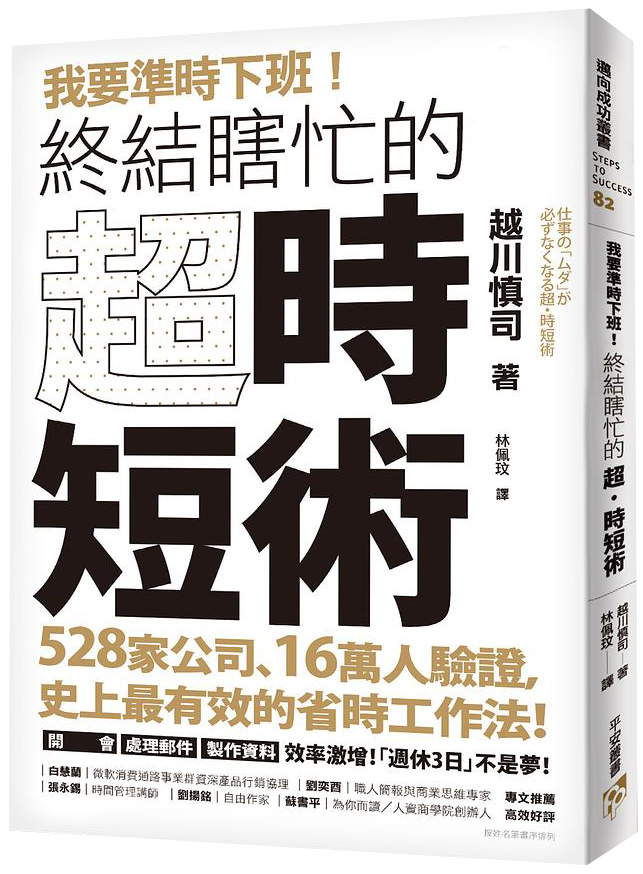 我要準時下班！
終結瞎忙的
超時
短術
越川慎司 著
林佩玟 譯
仕事の「ムダ」が
必ずなくなる超・時短術
528家公司、16萬人驗證,
史上最有效的省時工作法!
開會 處理郵件 製作資料 效率激增!「週休3日」不是夢!
｜白慧蘭｜微軟消費通路事業群資深產品行銷協理 ｜劉奕酉｜職人簡報與商業思維專家 專文推薦
｜張永錫｜時間管理講師 ｜劉揚銘｜自由作家 ｜蘇書平｜為你而讀／人資商學院創辦人 高效好評
按姓名筆畫序排列
邁向成功叢書
STEPS
TO
SUCCESS
82
我要準時下班！終結瞎忙的 超・時短術
越川慎司—著
林佩玟—譯
平安叢書